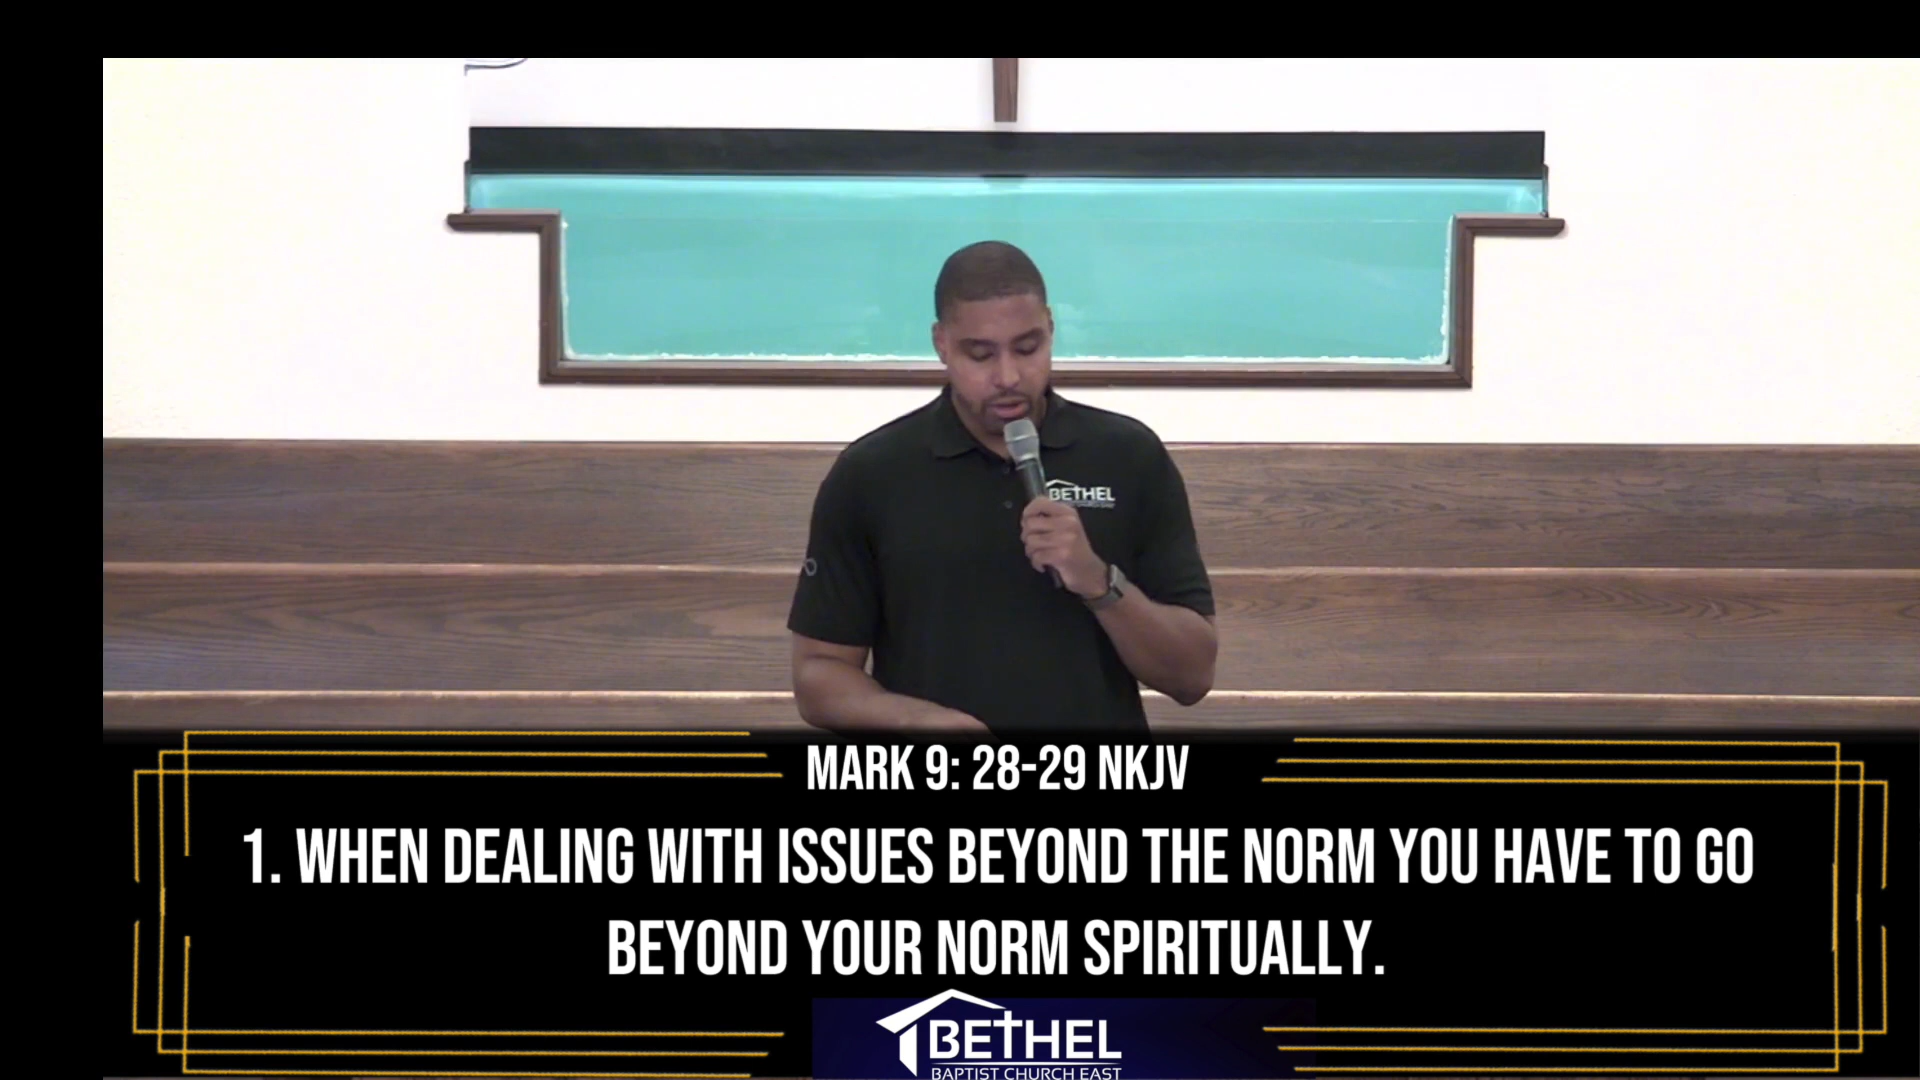 BETHEL
MARK 9: 28-29 NKJV
1. WHEN DEALING WITH ISSUES BEYOND THE NORM YOU HAVE TO GO
BEYOND YOUR NORM SPIRITUALLY.
BETHEL
BAPTIST CHURCH EAST